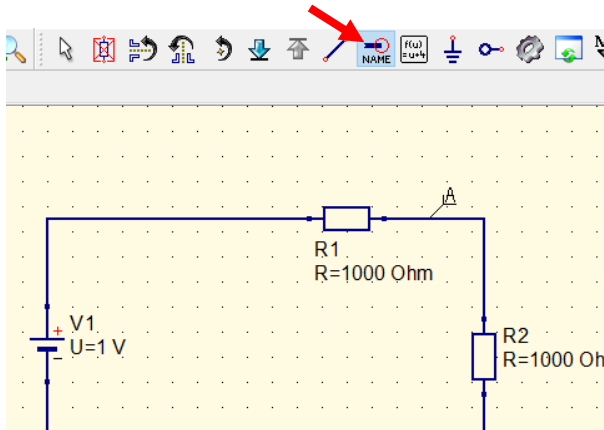 NAME
f(u)
=u+4
A
R1
R=1000 Ohm
V1
+
U=1 V
−
R2
R=1000 Oh